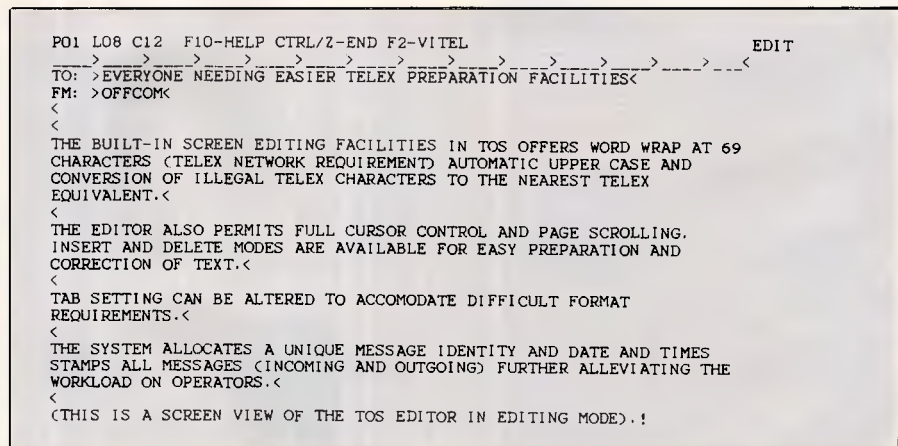 P01 L08 C12 F10-HELP CTRL/Z-END F2-VITEL EDIT
____>____>____>____>____>____>____>____>____>____>____>____>____>____>___<
TO: >EVERYONE NEEDING EASIER TELEX PREPARATION FACILITIES<
FM: >OFFCOM<
<
<
THE BUILT-IN SCREEN EDITING FACILITIES IN TOS OFFERS WORD WRAP AT 69
CHARACTERS (TELEX NETWORK REQUIREMENT) AUTOMATIC UPPER CASE AND
CONVERSION OF ILLEGAL TELEX CHARACTERS TO THE NEAREST TELEX
EQUIVALENT.<
<
THE EDITOR ALSO PERMITS FULL CURSOR CONTROL AND PAGE SCROLLING.
INSERT AND DELETE MODES ARE AVAILABLE FOR EASY PREPARATION AND
CORRECTION OF TEXT.<
<
TAB SETTING CAN BE ALTERED TO ACCOMODATE DIFFICULT FORMAT
REQUIREMENTS.<
<
THE SYSTEM ALLOCATES A UNIQUE MESSAGE IDENTITY AND DATE AND TIMES
STAMPS ALL MESSAGES (INCOMING AND OUTGOING) FURTHER ALLEVIATING THE
WORKLOAD ON OPERATORS.<
<
(THIS IS A SCREEN VIEW OF THE TOS EDITOR IN EDITING MODE).!